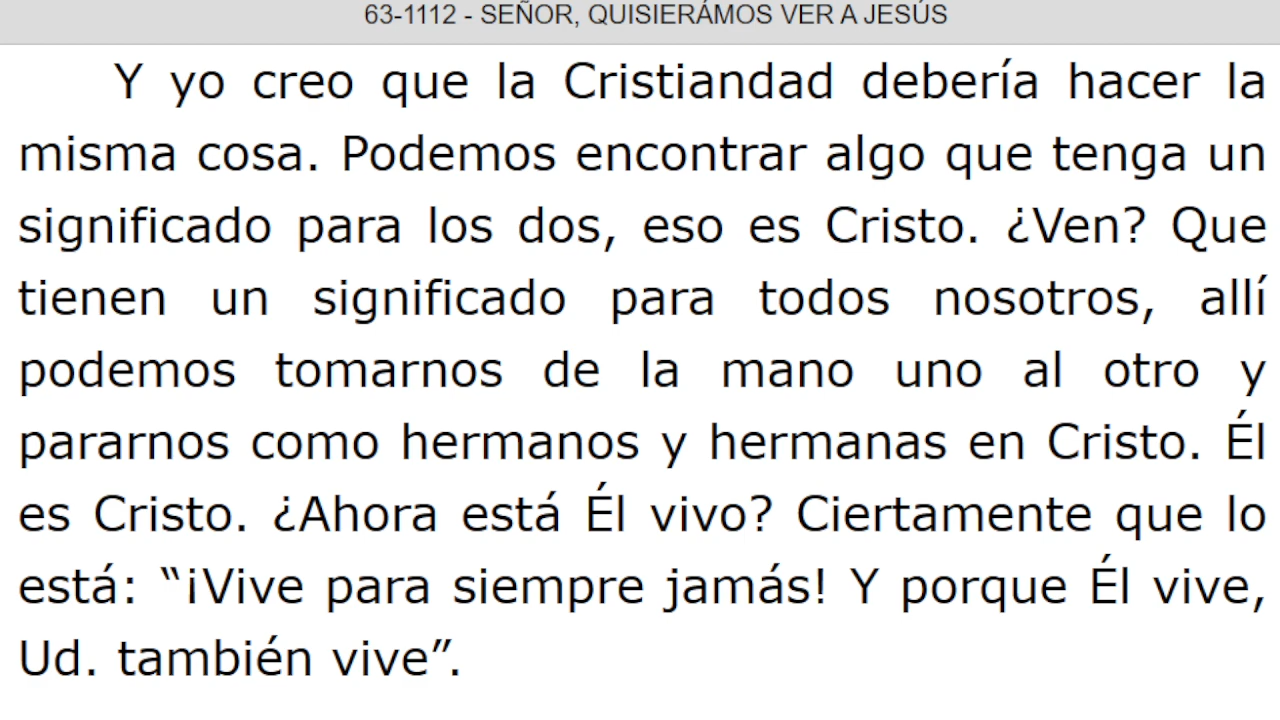 63-1112 - SEÑOR, QUISIERÁMOS VER A JESÚS
Y yo creo que la Cristiandad debería hacer la
misma cosa. Podemos encontrar algo que tenga un
significado para los dos, eso es Cristo. ¿Ven? Que
tienen un significado para todos nosotros, allí
podemos tomarnos de la mano uno al otro y
pararnos como hermanos y hermanas en Cristo. Él
es Cristo. ¿Ahora está Él vivo? Ciertamente que lo
está: “¡Vive para siempre jamás! Y porque Él vive,
Ud. también vive”.